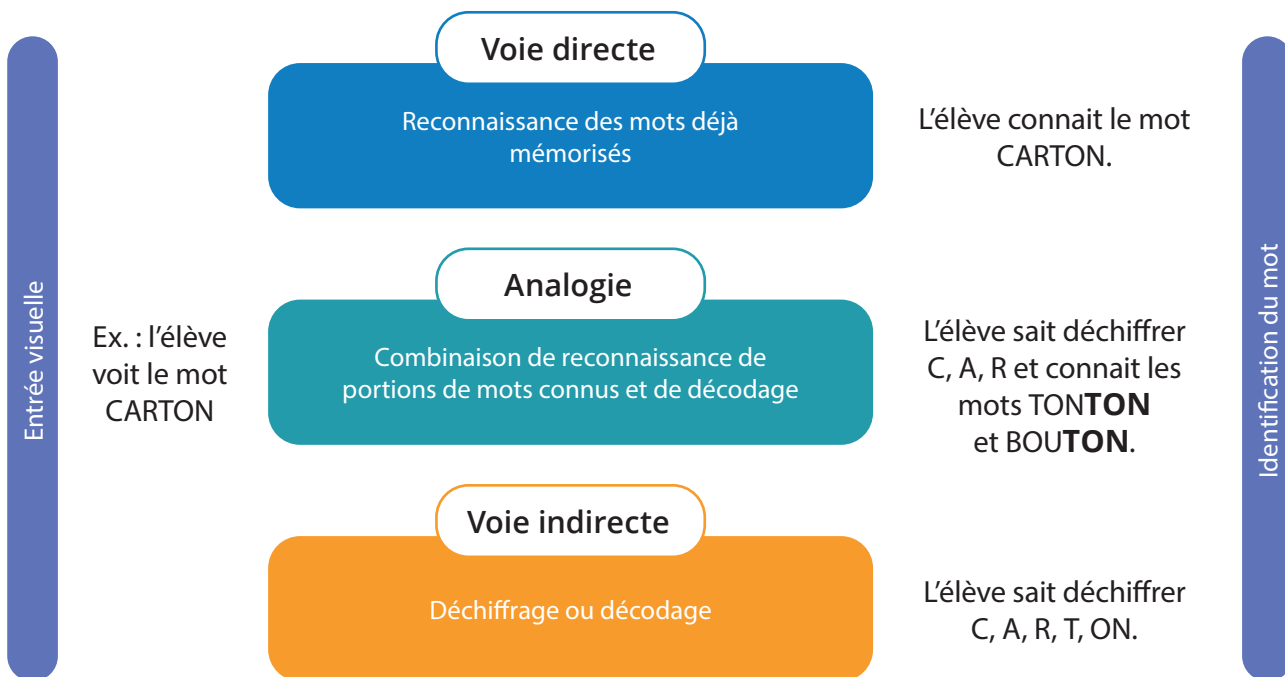 Entrée visuelle
Ex. : l’élève
voit le mot
CARTON
Voie directe
Reconnaissance des mots déjà
mémorisés
L’élève connait le mot
CARTON.
Analogie
Combinaison de reconnaissance de
portions de mots connus et de décodage
L’élève sait déchiffrer
C, A, R et connait les
mots TONTON
et BOUTON.
Voie indirecte
Déchiffrage ou décodage
L’élève sait déchiffrer
C, A, R, T, ON.
Identification du mot